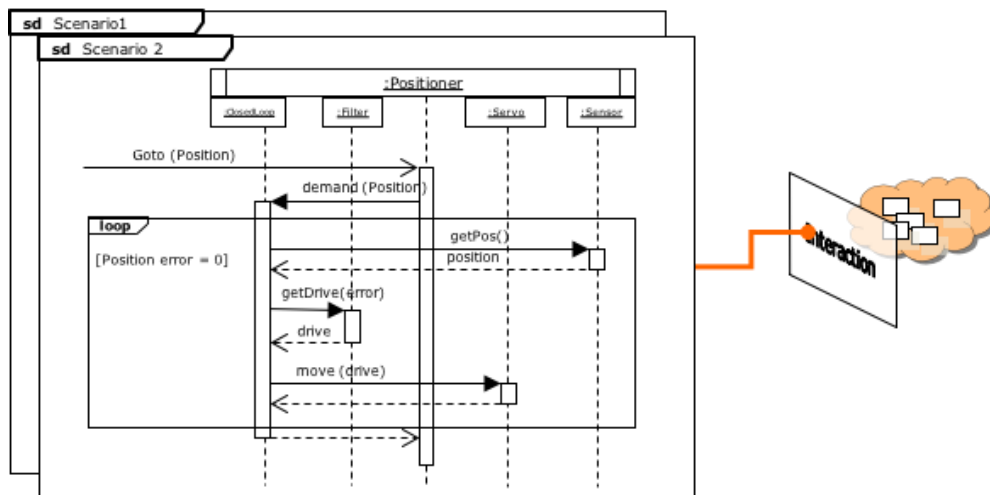 sd Scenario1
sd Scenario 2
:Positioner
:ClosedLoop
:Filter
:Servo
:Sensor
Goto (Position)
demand (Position)
loop
[Position error = 0]
getPos()
position
getDrive(error)
drive
move (drive)
Interaction